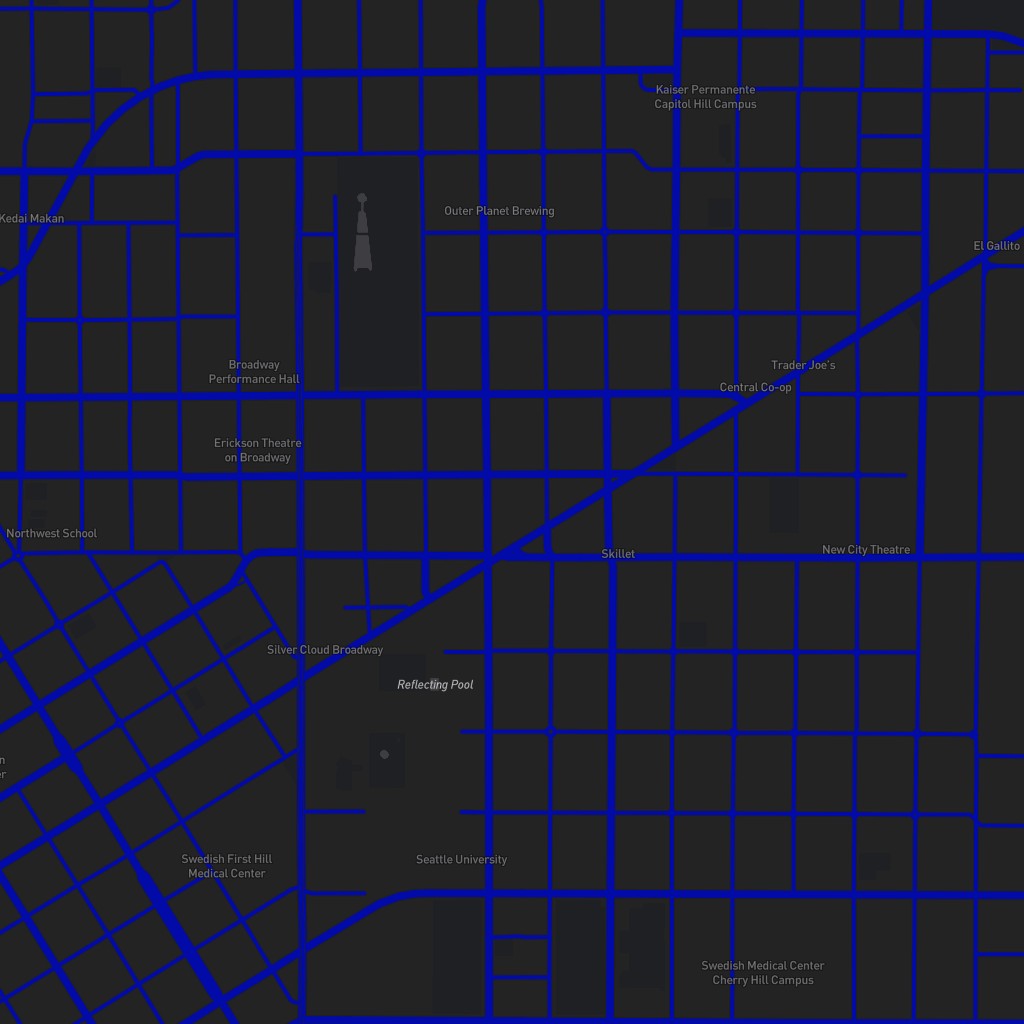 Kaiser Permanente
Capitol Hill Campus
Outer Planet Brewing
Kedai Makan
El Gallito
Broadway
Performance Hall
Trader Joe's
Central Co-op
Erickson Theatre
on Broadway
Northwest School
Skillet
New City Theatre
Silver Cloud Broadway
Reflecting Pool
n
er
Swedish First Hill
Medical Center
Seattle University
Swedish Medical Center
Cherry Hill Campus